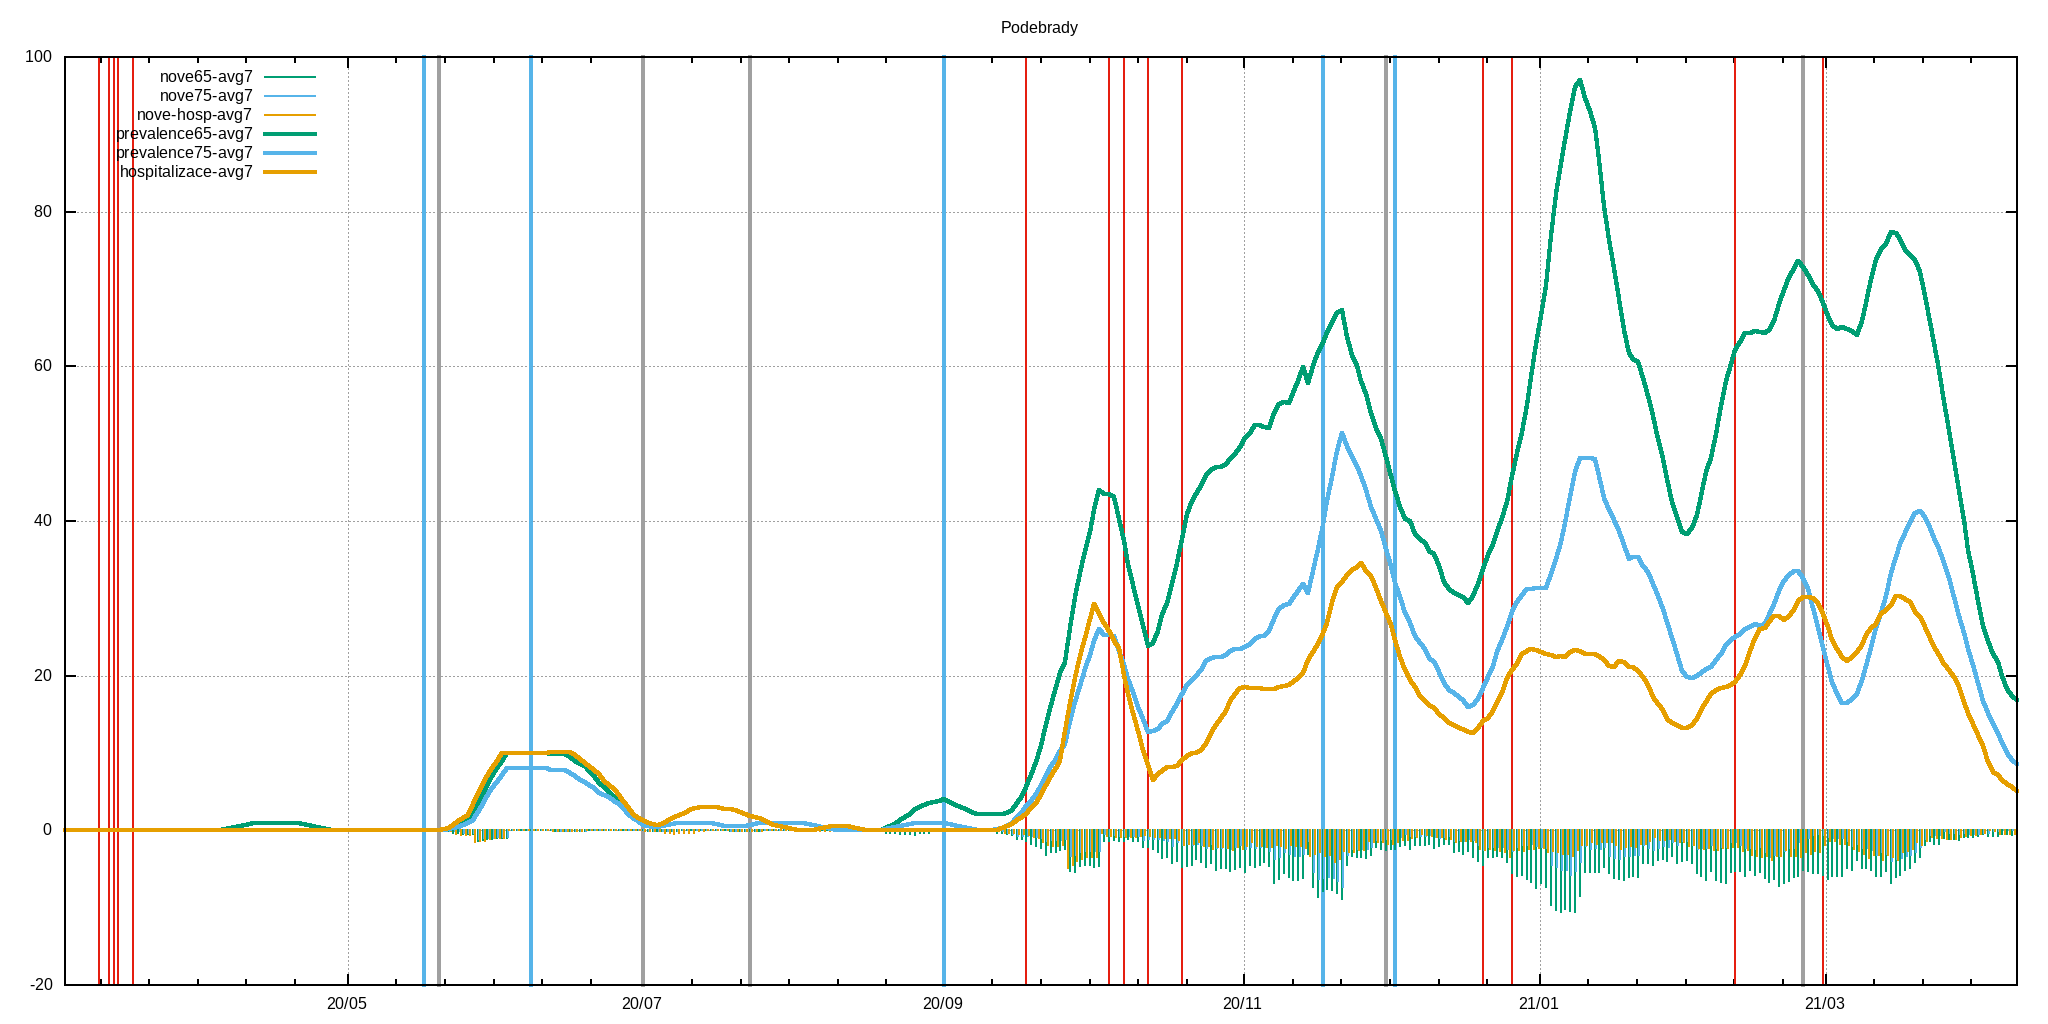 Podebrady
100
80
60
40
20
0
-20
nove65-avg7
nove75-avg7
nove-hosp-avg7
prevalence65-avg7
prevalence75-avg7
hospitalizace-avg7
20/05 20/07 20/09 20/11 21/01 21/03